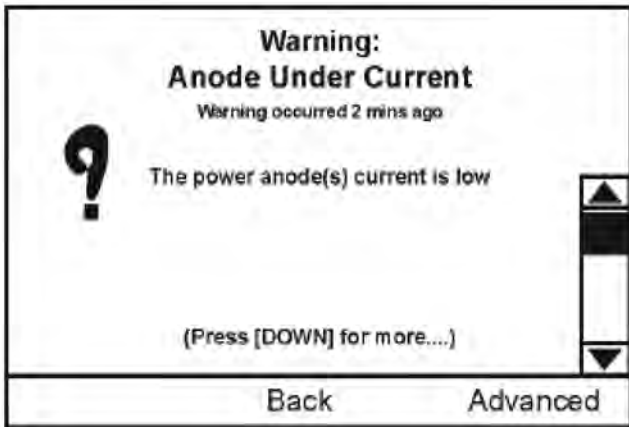 Warning:
Anode Under Current
Warning occurred 2 mins ago
The power anode(s) current is low
(Press [DOWN] for more....)
Back Advanced